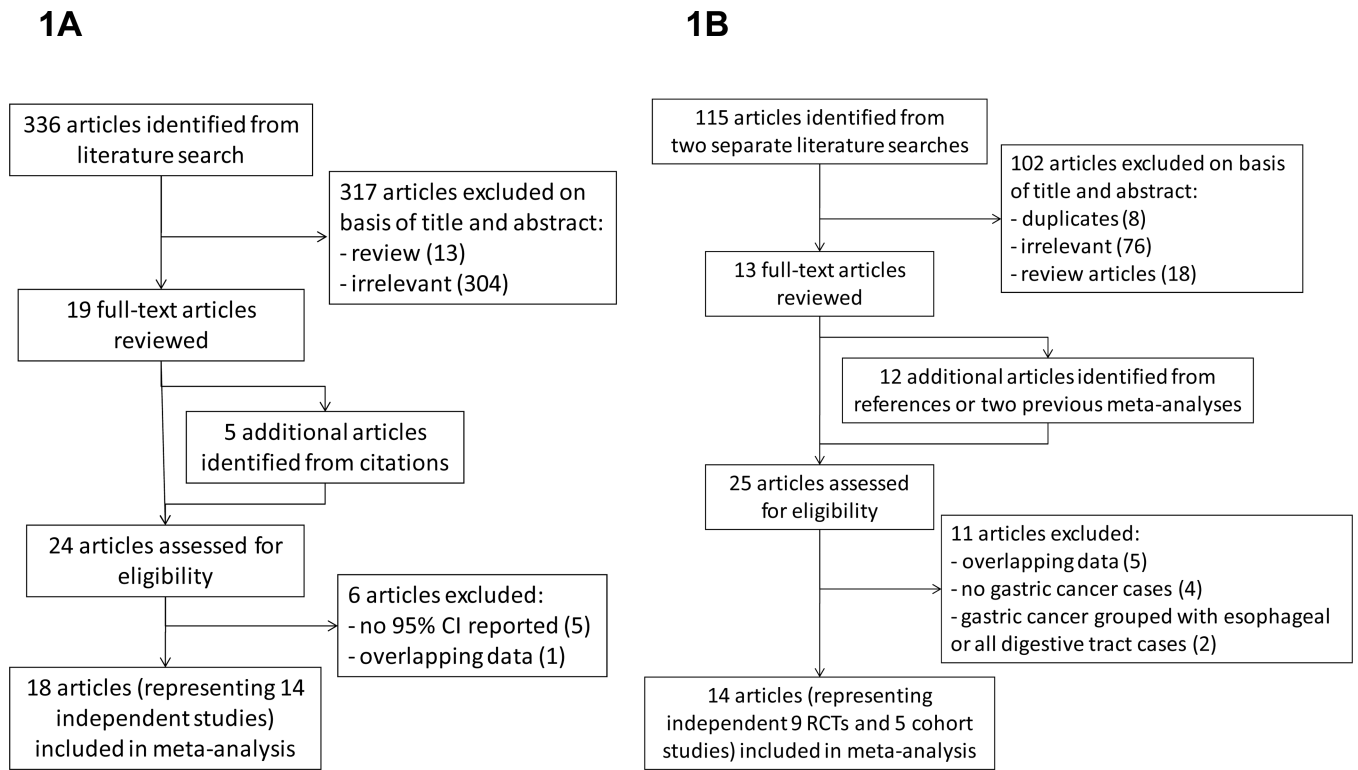 1A
336 articles identified from
literature search
317 articles excluded on
basis of title and abstract:
- review (13)
- irrelevant (304)
19 full-text articles
reviewed
5 additional articles
identified from citations
24 articles assessed for
eligibility
6 articles excluded:
- no 95% CI reported (5)
- overlapping data (1)
18 articles (representing 14
independent studies)
included in meta-analysis
1B
115 articles identified from
two separate literature searches
102 articles excluded on basis
of title and abstract:
- duplicates (8)
- irrelevant (76)
- review articles (18)
13 full-text articles
reviewed
12 additional articles identified from
references or two previous meta-analyses
25 articles assessed
for eligibility
11 articles excluded:
- overlapping data (5)
- no gastric cancer cases (4)
- gastric cancer grouped with esophageal
or all digestive tract cases (2)
14 articles (representing
independent 9 RCTs and 5 cohort
studies) included in meta-analysis